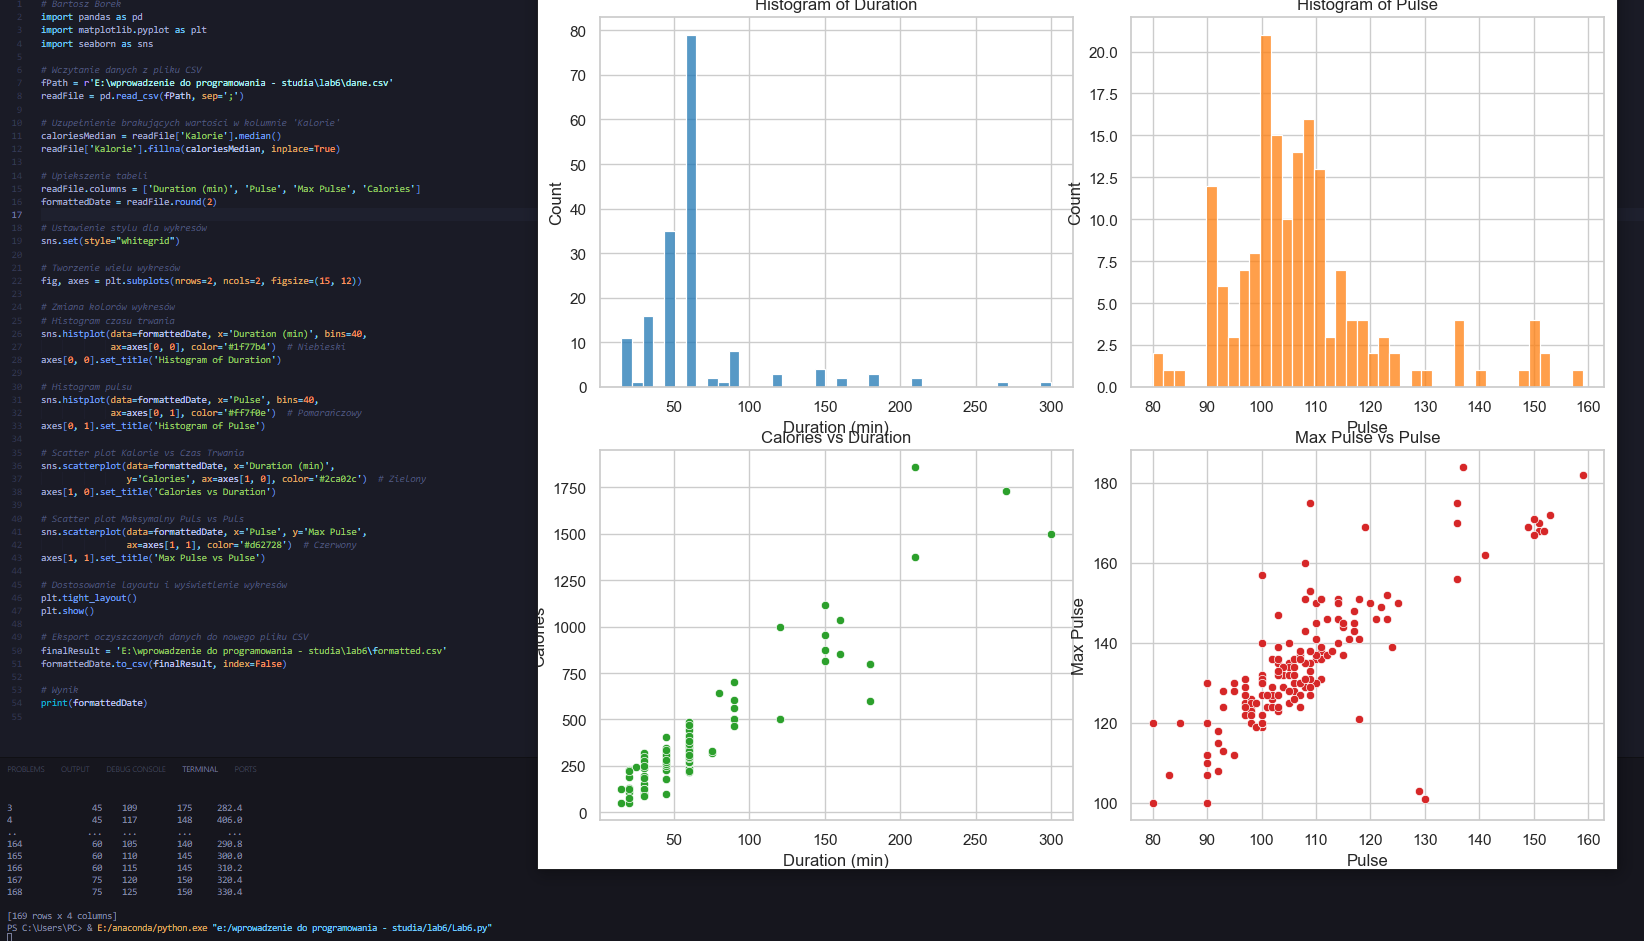 1 # Bartosz Borek
2 import pandas as pd
3 import matplotlib.pyplot as plt
4 import seaborn as sns
5
6 # Wczytanie danych z pliku CSV
7 fPath = r'E:\wprowadzenie do programowania - studia\lab6\dane.csv'
8 readFile = pd.read_csv(fPath, sep=';')
9
10 # Uzupełnienie brakujących wartości w kolumnie 'Kalorie'
11 caloriesMedian = readFile['Kalorie'].median()
12 readFile['Kalorie'].fillna(caloriesMedian, inplace=True)
13
14 # Upiekszenie tabeli
15 readFile.columns = ['Duration (min)', 'Pulse', 'Max Pulse', 'Calories']
16 formattedDate = readFile.round(2)
17
18 # Ustawienie stylu dla wykresów
19 sns.set(style="whitegrid")
20
21 # Tworzenie wielu wykresów
22 fig, axes = plt.subplots(nrows=2, ncols=2, figsize=(15, 12))
23
24 # Zmiana kolorów wykresów
25 # Histogram czasu trwania
26 sns.histplot(data=formattedDate, x='Duration (min)', bins=40,
27 ax=axes[0, 0], color='#1f77b4') # Niebieski
28 axes[0, 0].set_title('Histogram of Duration')
29
30 # Histogram pulsu
31 sns.histplot(data=formattedDate, x='Pulse', bins=40,
32 ax=axes[0, 1], color='#ff7f0e') # Pomarańczowy
33 axes[0, 1].set_title('Histogram of Pulse')
34
35 # Scatter plot Kalorie vs Czas Trwania
36 sns.scatterplot(data=formattedDate, x='Duration (min)',
37 y='Calories', ax=axes[1, 0], color='#2ca02c') # Zielony
38 axes[1, 0].set_title('Calories vs Duration')
39
40 # Scatter plot Maksymalny Puls vs Puls
41 sns.scatterplot(data=formattedDate, x='Pulse', y='Max Pulse',
42 ax=axes[1, 1], color='#d62728') # Czerwony
43 axes[1, 1].set_title('Max Pulse vs Pulse')
44
45 # Dostosowanie layoutu i wyświetlenie wykresów
46 plt.tight_layout()
47 plt.show()
48
49 # Eksport oczyszczonych danych do nowego pliku CSV
50 finalResult = 'E:\wprowadzenie do programowania - studia\lab6\formatted.csv'
51 formattedDate.to_csv(finalResult, index=False)
52
53 # Wynik
54 print(formattedDate)
55
PROBLEMS OUTPUT DEBUG CONSOLE TERMINAL PORTS
3 45 109 175 282.4
4 45 117 148 406.0
.. ... ... ... ...
164 60 105 140 290.8
165 60 110 145 300.0
166 60 115 145 310.2
167 75 120 150 320.4
168 75 125 150 330.4
[169 rows x 4 columns]
PS C:\Users\PC> & E:/anaconda/python.exe "e:/wprowadzenie do programowania - studia/lab6/Lab6.py"
Histogram of Duration
80
70
60
50
40
30
20
10
0
Count
50 100 150 200 250 300
Duration (min)
Histogram of Pulse
20.0
17.5
15.0
12.5
10.0
7.5
5.0
2.5
0.0
Count
80 90 100 110 120 130 140 150 160
Pulse
Calories vs Duration
1750
1500
1250
1000
750
500
250
0
Calories
50 100 150 200 250 300
Duration (min)
Max Pulse vs Pulse
180
160
140
120
100
Max Pulse
80 90 100 110 120 130 140 150 160
Pulse